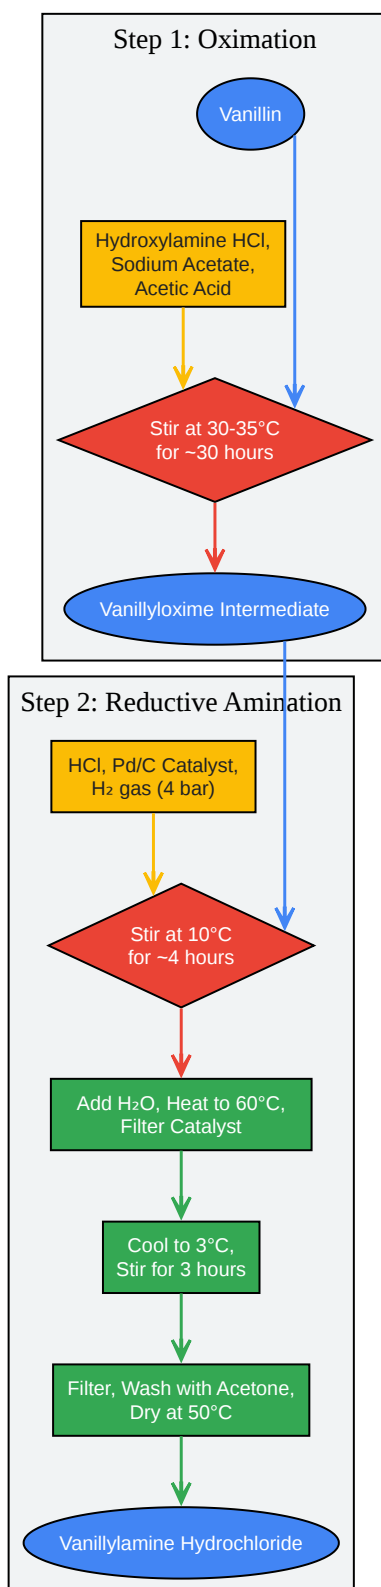 Step 1: Oximation
Vanillin
Hydroxylamine HCl,
Sodium Acetate,
Acetic Acid
Stir at 30-35°C
for ~30 hours
Vanillyloxime Intermediate
Step 2: Reductive Amination
HCl, Pd/C Catalyst,
H₂ gas (4 bar)
Stir at 10°C
for ~4 hours
Add H₂O, Heat to 60°C,
Filter Catalyst
Cool to 3°C,
Stir for 3 hours
Filter, Wash with Acetone,
Dry at 50°C
Vanillylamine Hydrochloride